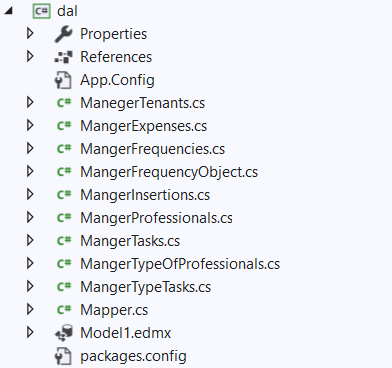 C# dal
Properties
References
App.Config
C# ManegerTenants.cs
C# MangerExpenses.cs
C# MangerFrequencies.cs
C# MangerFrequencyObject.cs
C# MangerInsertions.cs
C# MangerProfessionals.cs
C# MangerTasks.cs
C# MangerTypeOfProfessionals.cs
C# MangerTypeTasks.cs
C# Mapper.cs
Model1.edmx
packages.config